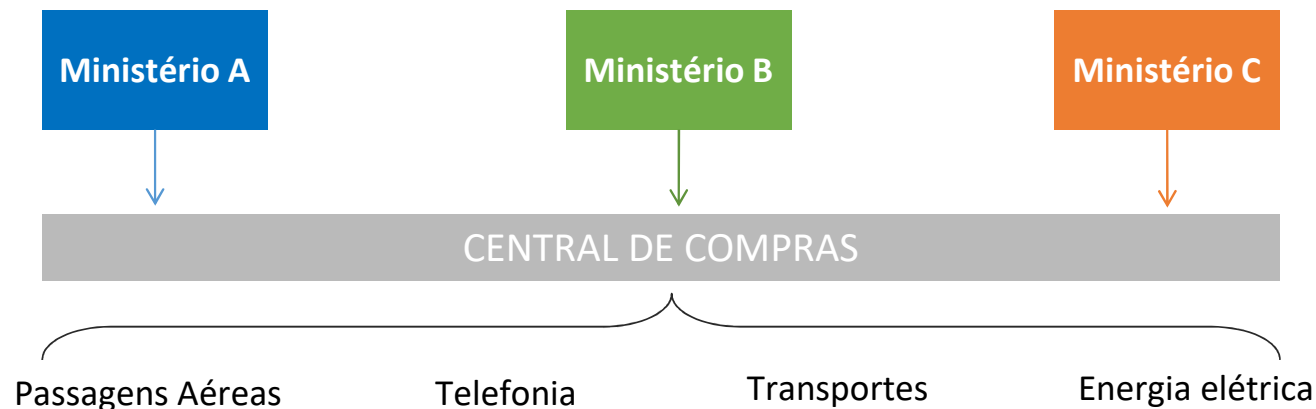 Ministério A
Ministério B
Ministério C
CENTRAL DE COMPRAS
Passagens Aéreas
Telefonia
Transportes
Energia elétrica